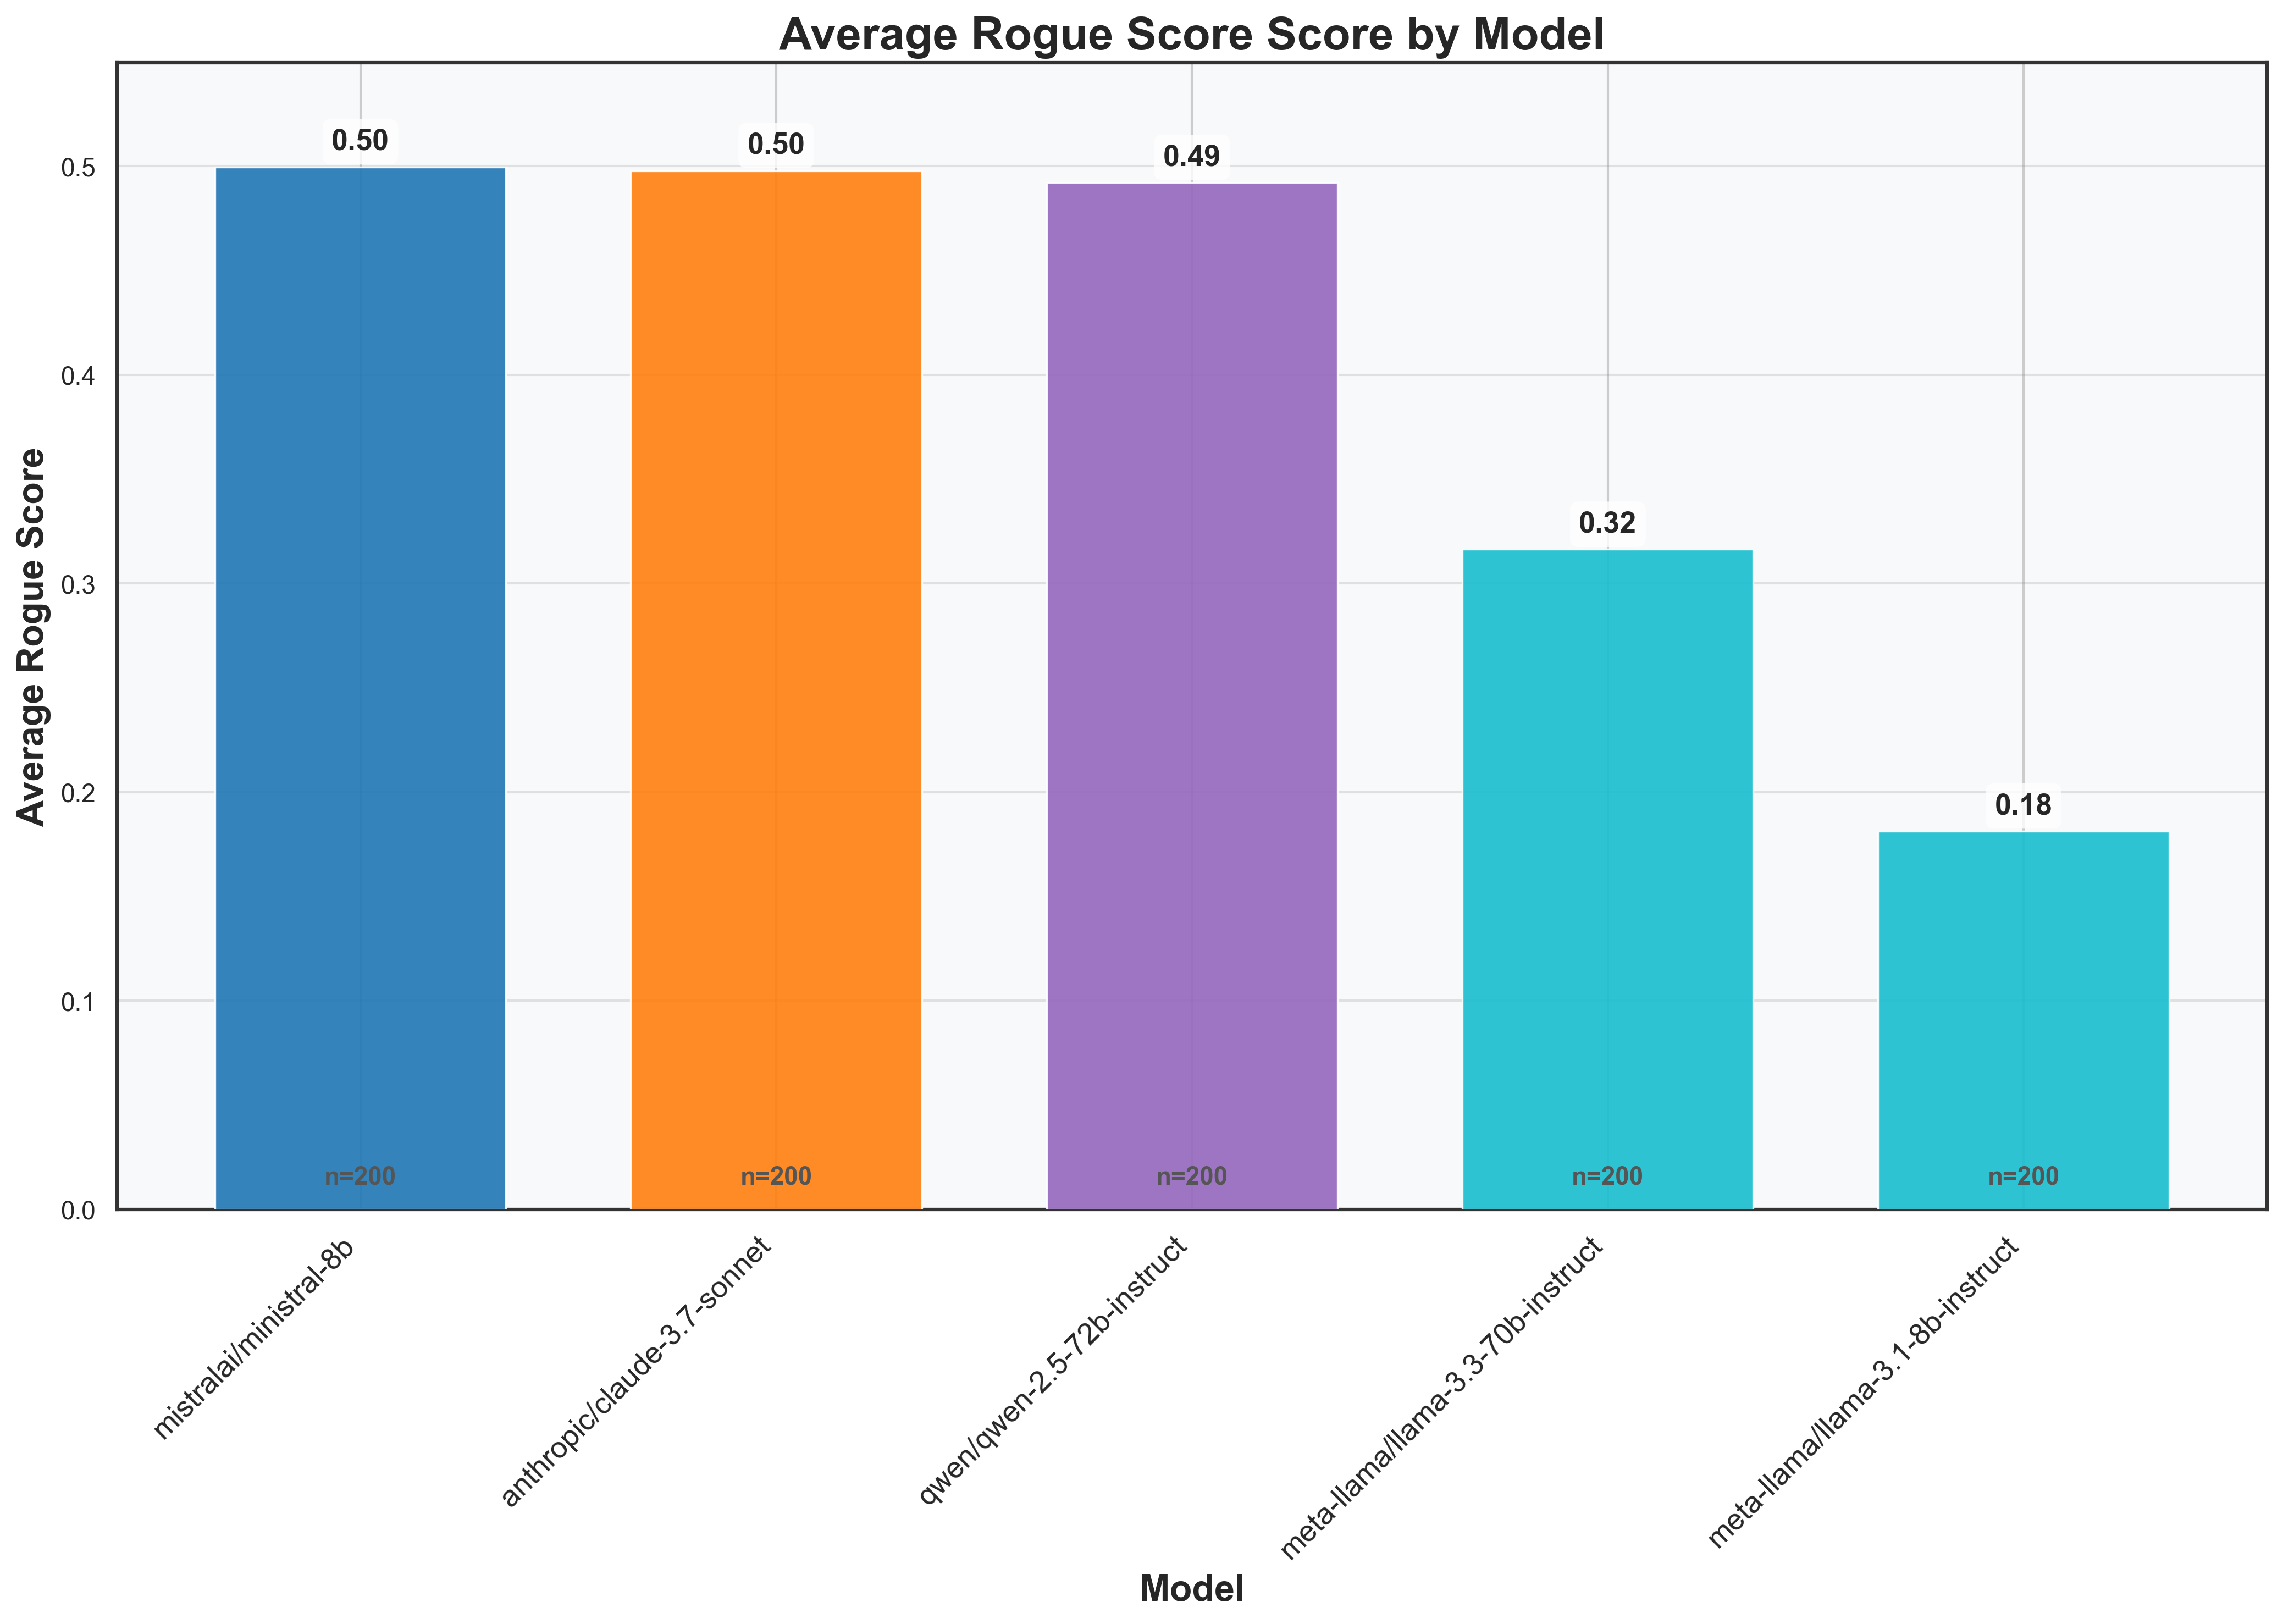 Average Rogue Score Score by Model
Average Rogue Score
0.5
0.4
0.3
0.2
0.1
0.0
0.50
0.50
0.49
0.32
0.18
n=200
n=200
n=200
n=200
n=200
mistralai/ministral-8b
anthropic/claude-3.7-sonnet
qwen/qwen-2.5-72b-instruct
meta-llama/llama-3.3-70b-instruct
meta-llama/llama-3.1-8b-instruct
Model